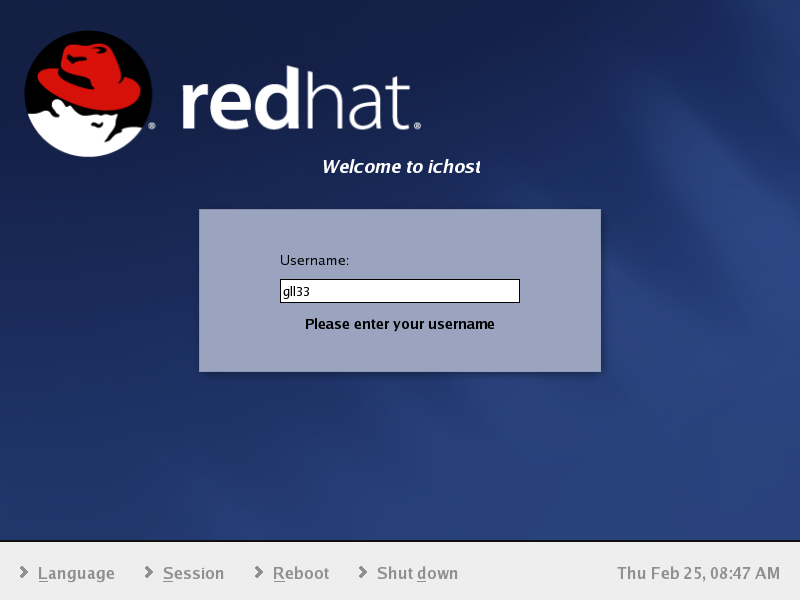 redhat.
Welcome to ichost
Username:
gll33
Please enter your username
Language Session Reboot Shut down Thu Feb 25, 08:47 AM